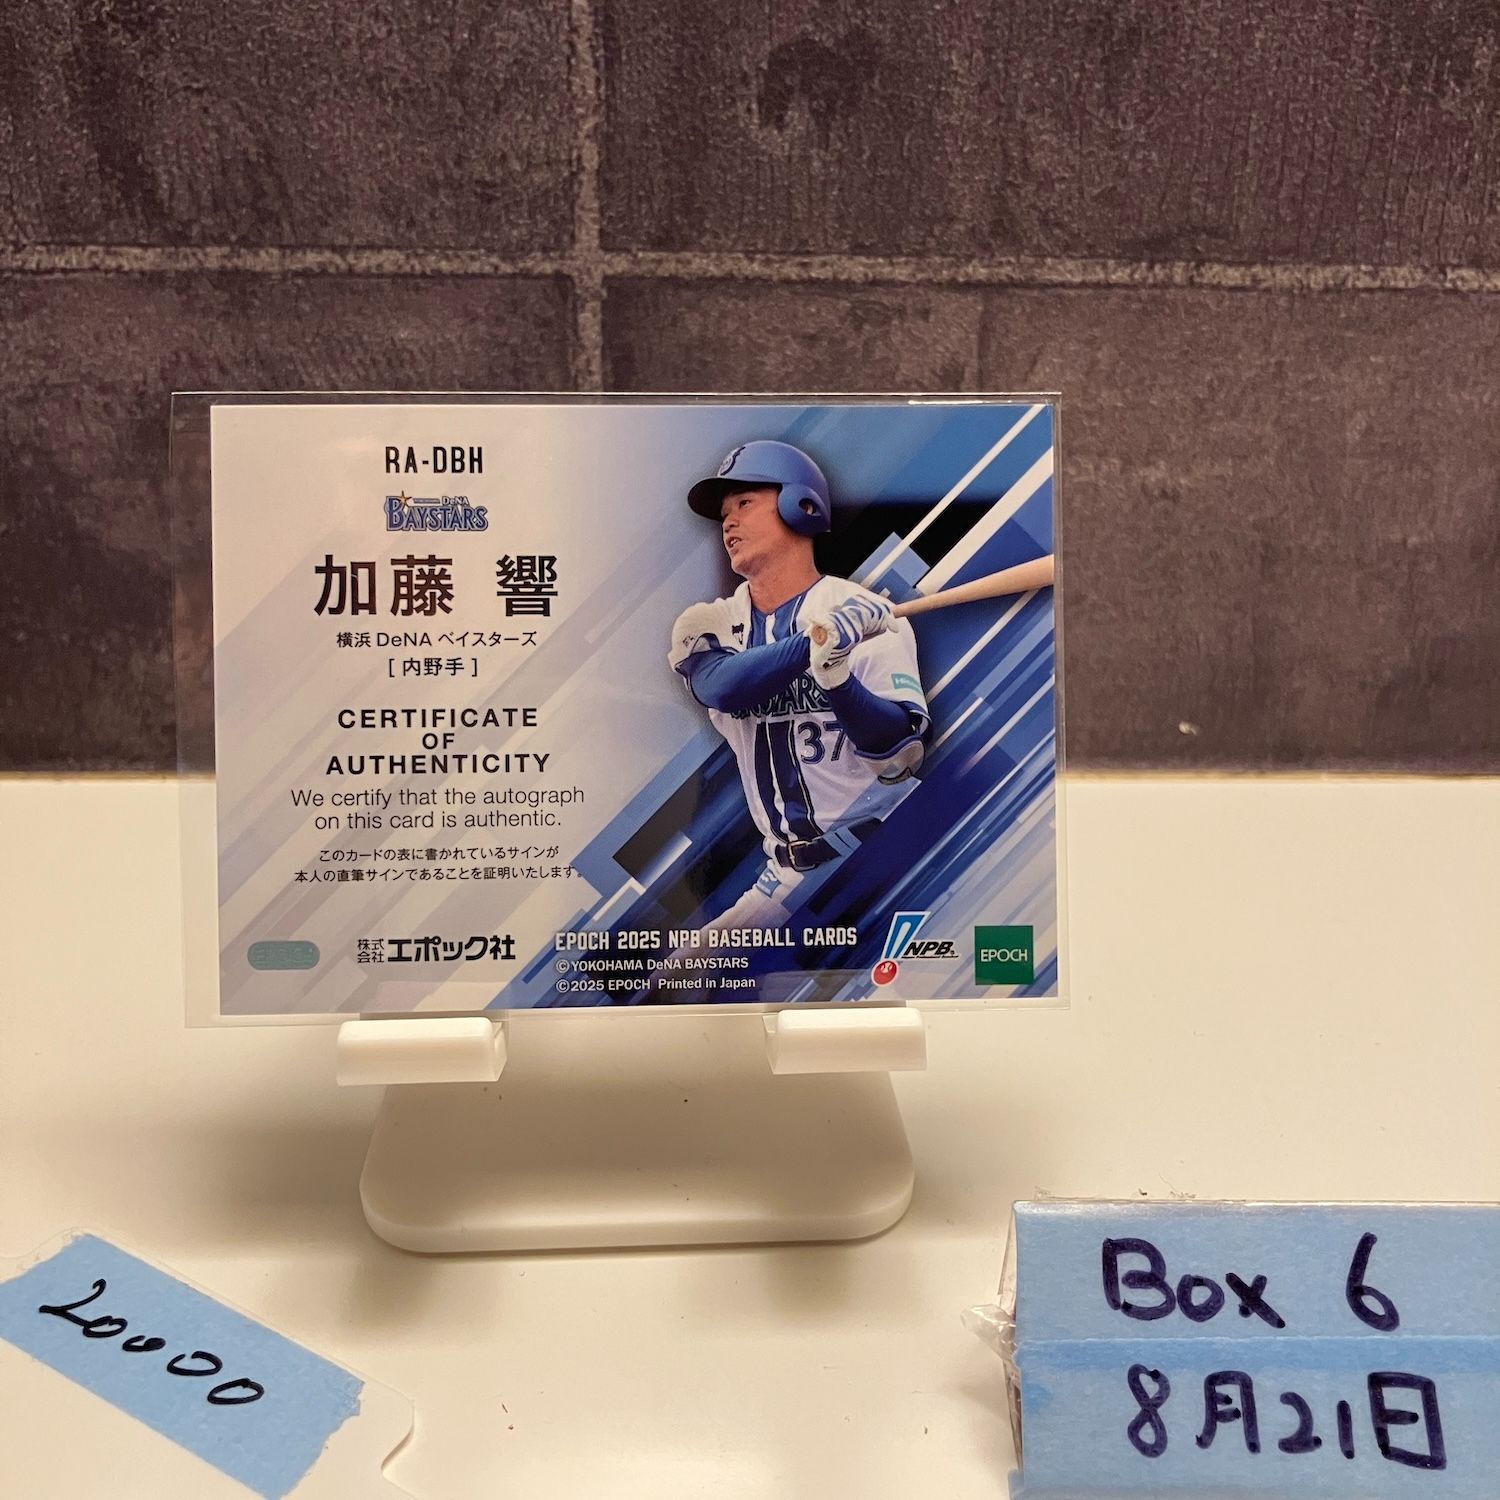 RA-DBH
DeNA
BAYSTARS
加藤 響
横浜 DeNA ベイスターズ
[ 内野手 ]
CERTIFICATE
OF
AUTHENTICITY
We certify that the autograph
on this card is authentic.
このカードの表に書かれているサインが
本人の直筆サインであることを証明いたします。
株式会社 エポック社
EPOCH 2025 NPB BASEBALL CARDS
©YOKOHAMA DeNA BAYSTARS
©2025 EPOCH Printed in Japan
NPB
EPOCH
37
20000
Box 6
8月21日